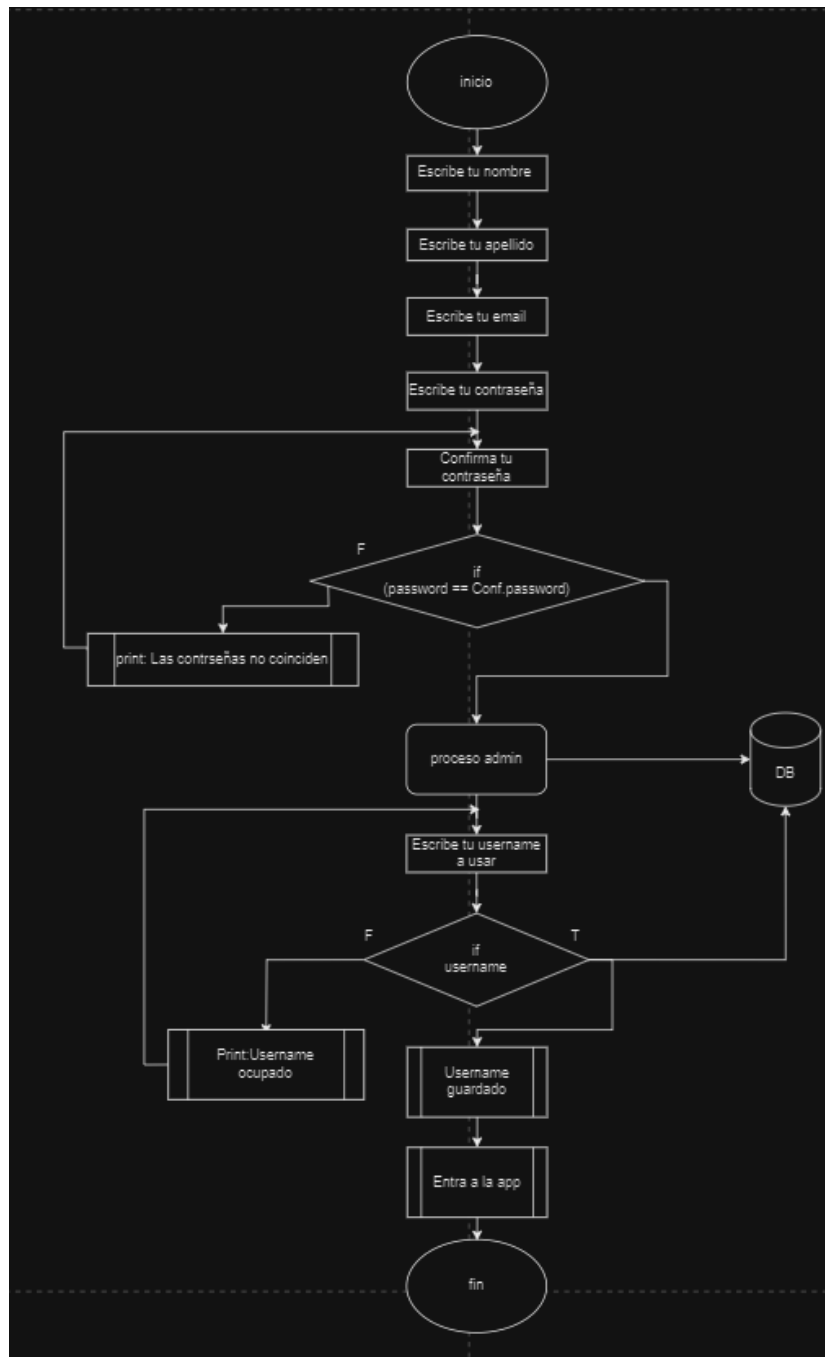 inicio
Escribe tu nombre
Escribe tu apellido
Escribe tu email
Escribe tu contraseña
Confirma tu
contraseña
F
if
(password == Conf.password)
print: Las contrseñas no coinciden
proceso admin
DB
Escribe tu username
a usar
F
T
if
username
Print:Username
ocupado
Username
guardado
Entra a la app
fin